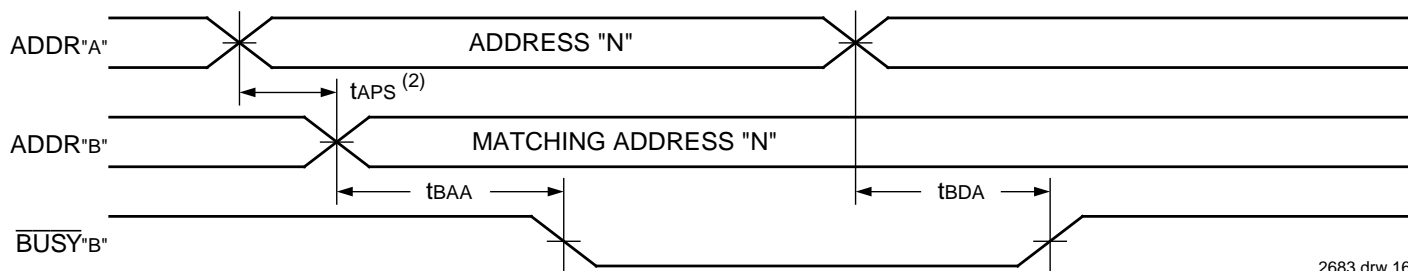 ADDR"A"
ADDRESS "N"
tAPS (2)
ADDR"B"
MATCHING ADDRESS "N"
tBAA
tBDA
BUSY"B"
2683 drw 16